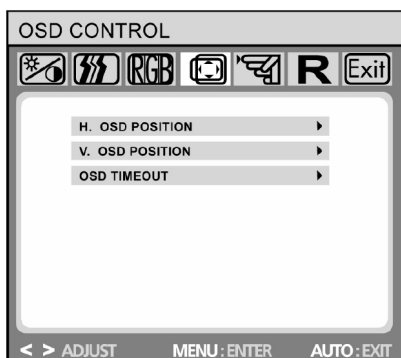 OSD CONTROL
RGB R Exit
H. OSD POSITION
V. OSD POSITION
OSD TIMEOUT
< > ADJUST MENU : ENTER AUTO : EXIT